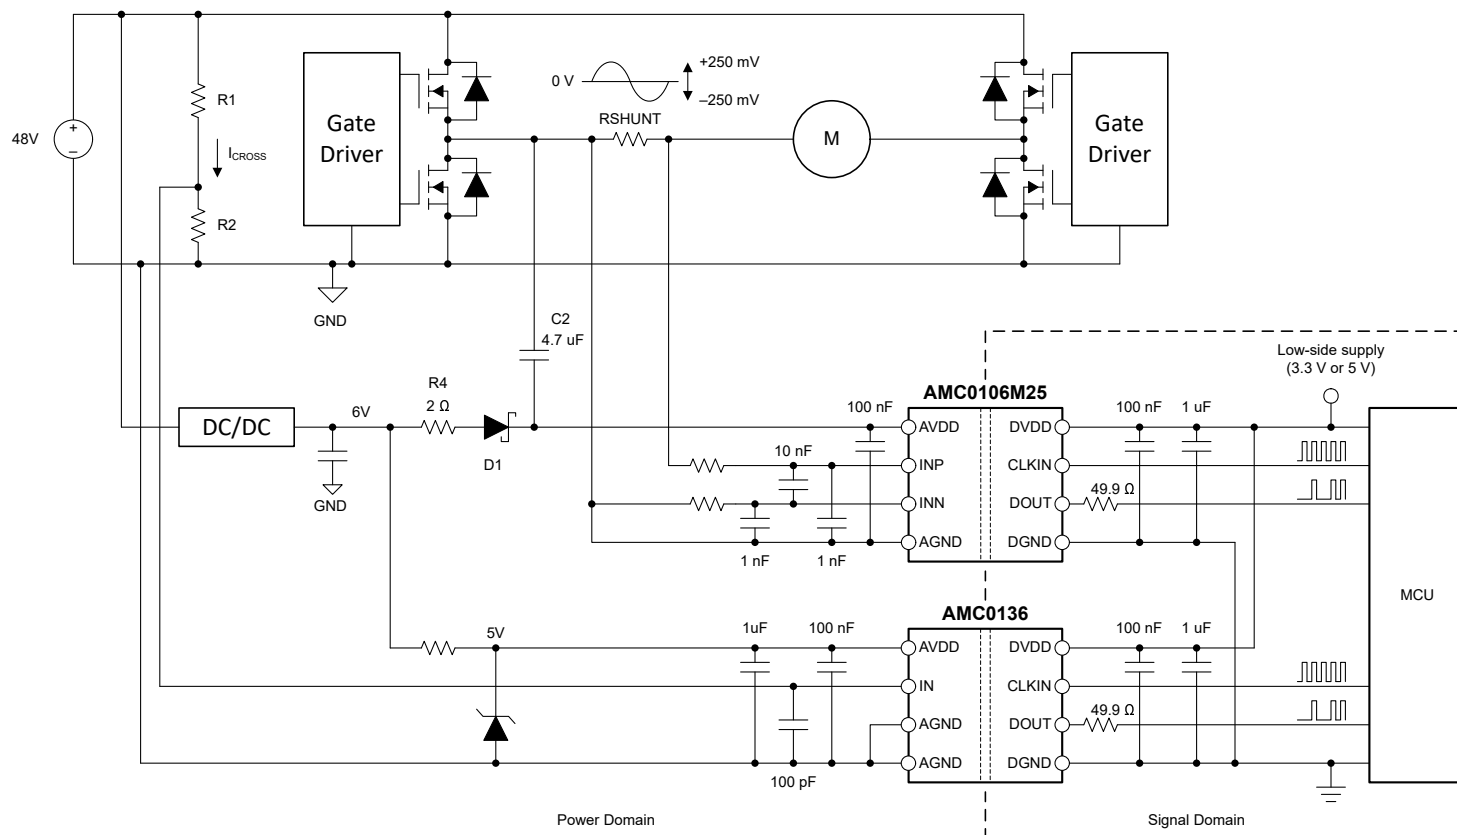 48V
R1
I_CROSS
R2
Gate
Driver
0 V
+250 mV
–250 mV
RSHUNT
M
Gate
Driver
GND
C2
4.7 uF
R4
2 Ω
DC/DC
6V
GND
D1
Low-side supply
(3.3 V or 5 V)
AMC0106M25
100 nF
10 nF
1 nF
1 nF
AVDD
INP
INN
AGND
DVDD
CLKIN
DOUT
DGND
100 nF
1 uF
49.9 Ω
MCU
AMC0136
5V
1uF
100 nF
100 pF
AVDD
IN
AGND
AGND
DVDD
CLKIN
DOUT
DGND
100 nF
1 uF
49.9 Ω
Power Domain
Signal Domain